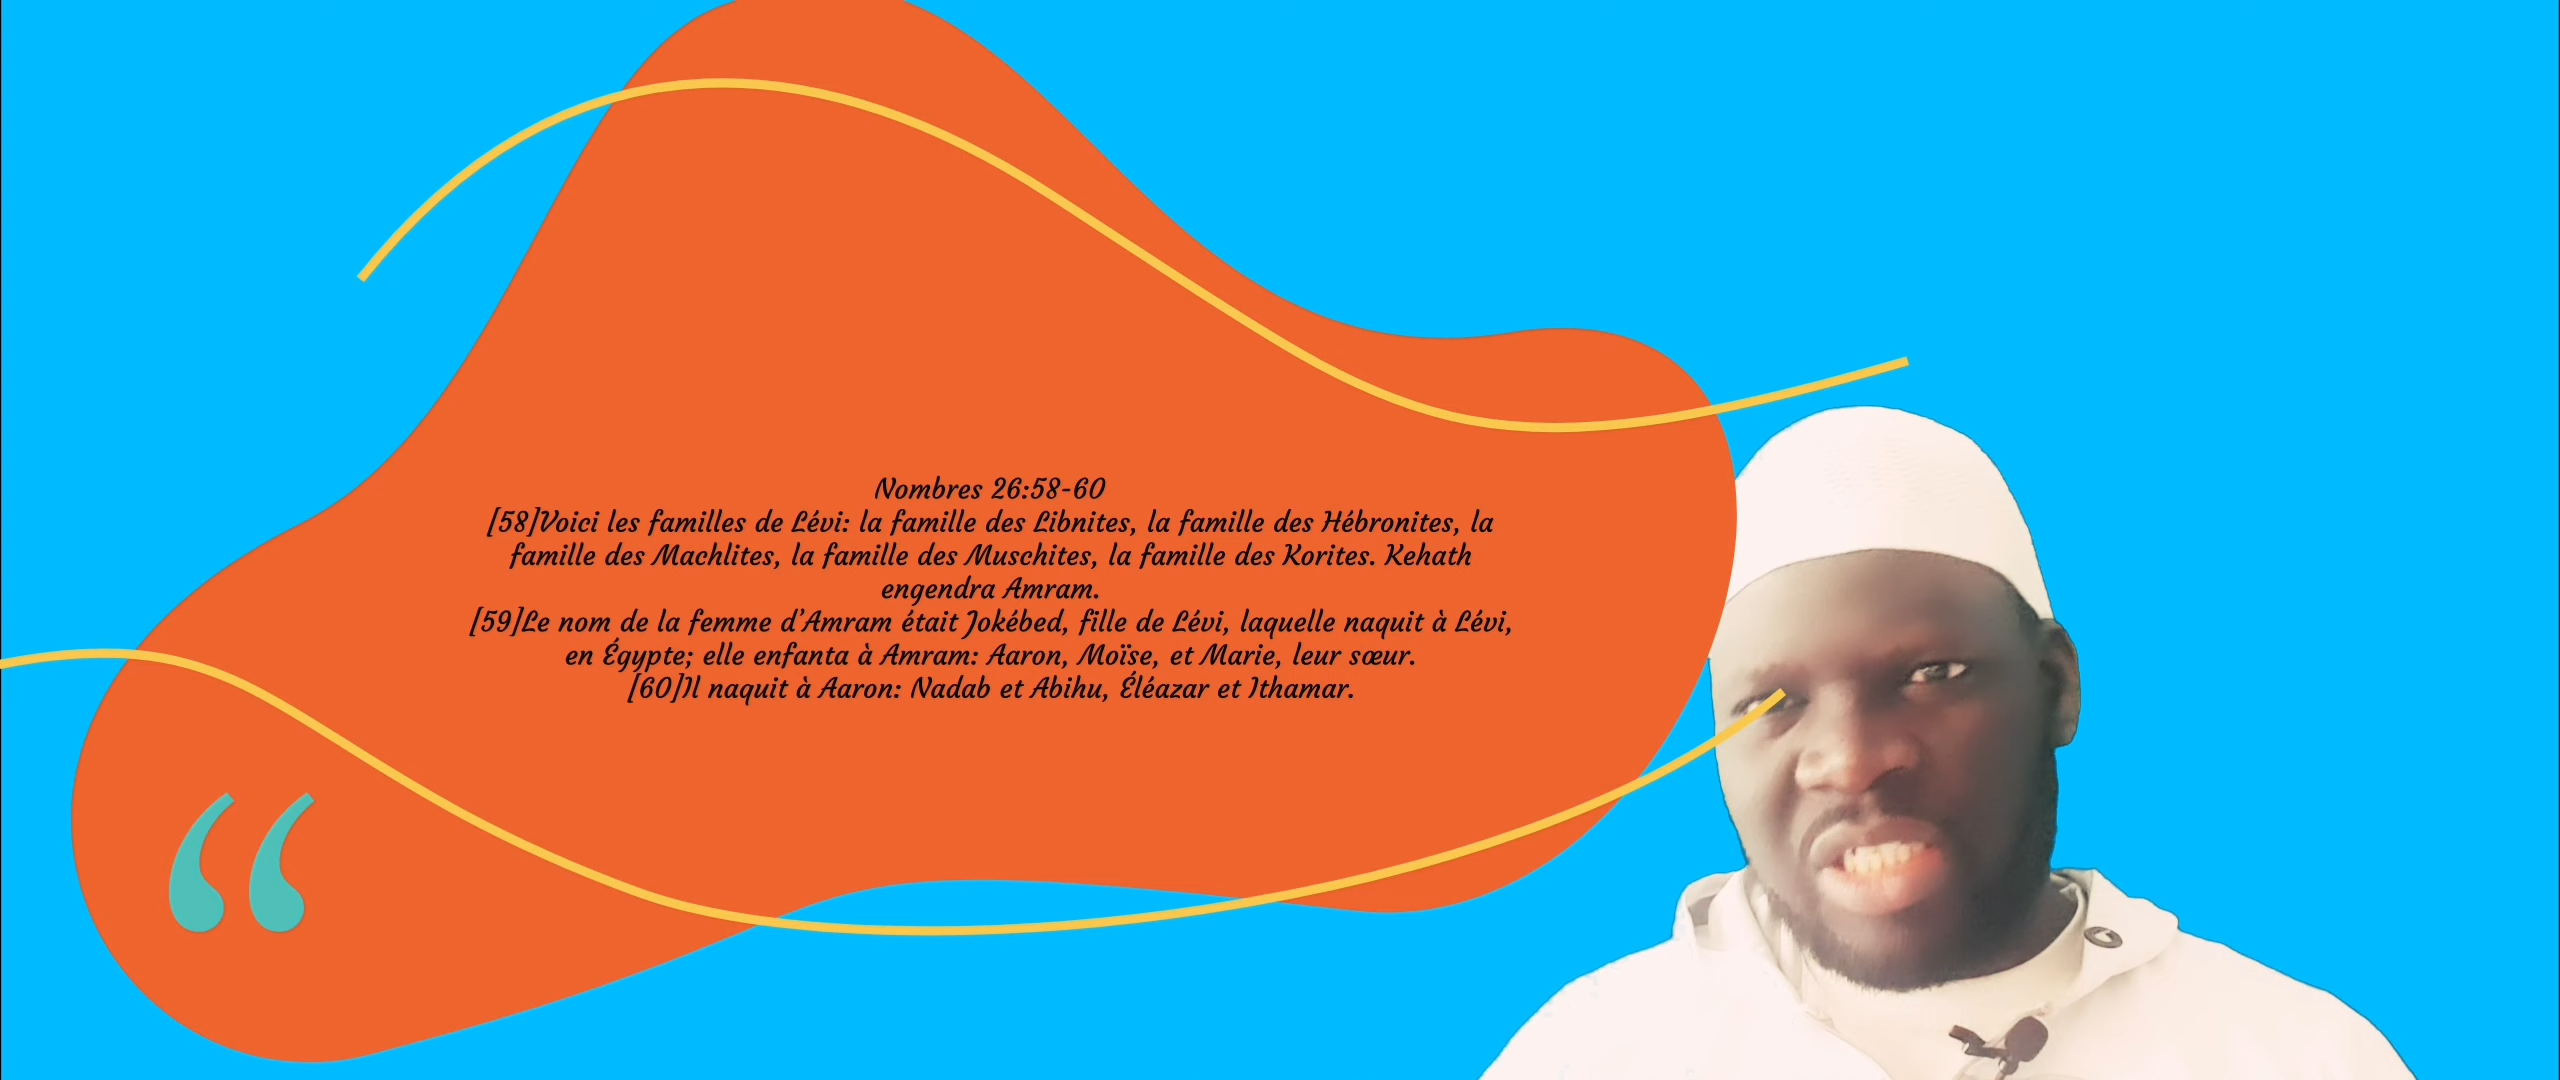 Nombres 26:58-60
[58]Voici les familles de Lévi: la famille des Libnites, la famille des Hébronites, la
famille des Machlites, la famille des Muschites, la famille des Korites. Kehath
engendra Amram.
[59]Le nom de la femme d’Amram était Jokébed, fille de Lévi, laquelle naquit à Lévi,
en Égypte; elle enfanta à Amram: Aaron, Moïse, et Marie, leur sœur.
[60]Il naquit à Aaron: Nadab et Abihu, Éléazar et Ithamar.
“